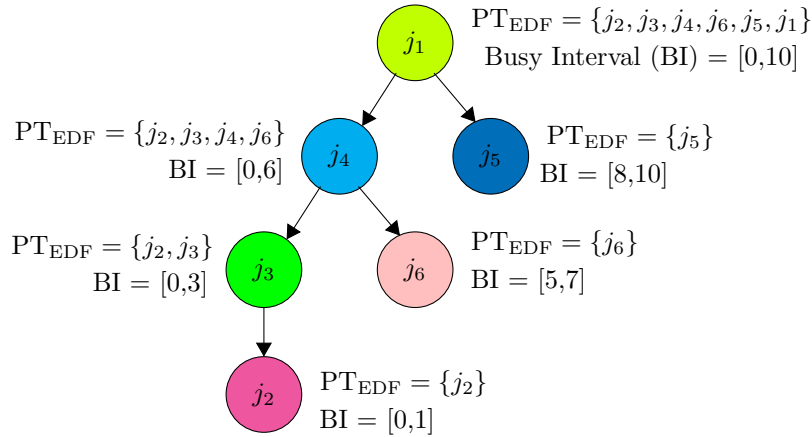 j₁
PT_EDF = {j₂, j₃, j₄, j₆, j₅, j₁}
Busy Interval (BI) = [0,10]
PT_EDF = {j₂, j₃, j₄, j₆}
BI = [0,6]
j₄
j₅
PT_EDF = {j₅}
BI = [8,10]
PT_EDF = {j₂, j₃}
BI = [0,3]
j₃
j₆
PT_EDF = {j₆}
BI = [5,7]
j₂
PT_EDF = {j₂}
BI = [0,1]